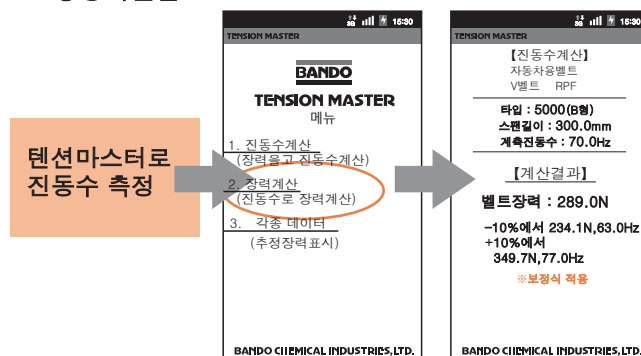 텐션마스터로
진동수 측정
3G 15:30
TENSION MASTER
BANDO
TENSION MASTER
메뉴
1. 진동수계산
(장력을고 진동수계산)
2. 장력계산
(진동수로 장력계산)
3. 각종 데이터
(추정장력표시)
BANDO CHEMICAL INDUSTRIES,LTD.
3G 15:30
TENSION MASTER
【진동수계산】
자동차용벨트
V벨트 RPF
타입 : 5000(B형)
스팬길이 : 300.0mm
계측진동수 : 70.0Hz
【계산결과】
벨트장력 : 289.0N
-10%에서 234.1N,63.0Hz
+10%에서
349.7N,77.0Hz
※보정식 적용
BANDO CHEMICAL INDUSTRIES,LTD.